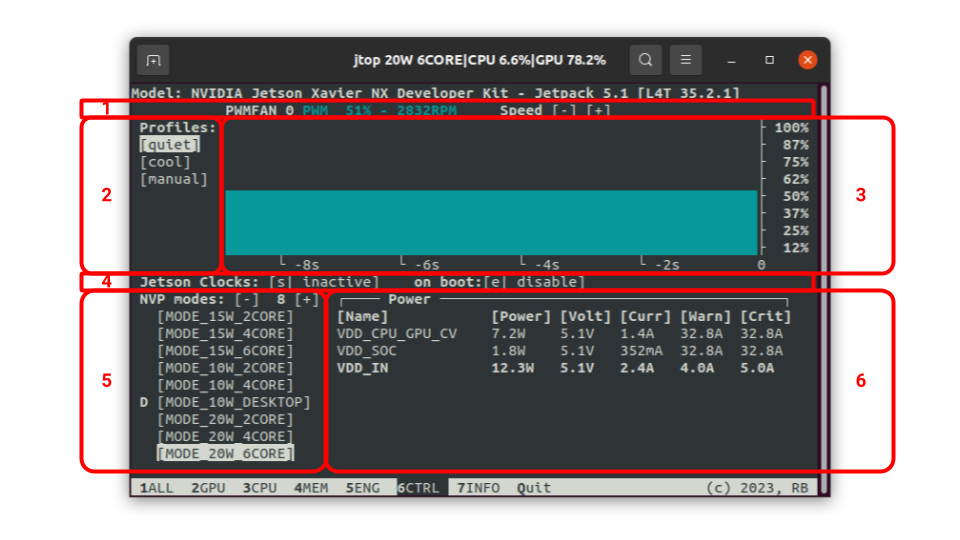 jtop 20W 6CORE|CPU 6.6%|GPU 78.2%
Model: NVIDIA Jetson Xavier NX Developer Kit - Jetpack 5.1 [L4T 35.2.1]
1
PWMFAN 0 PWM 51% - 2832RPM Speed [-] [+]
Profiles:
[quiet]
[cool]
[manual]
2
100%
87%
75%
62%
50%
37%
25%
12%
-8s -6s -4s -2s 0
3
4
Jetson Clocks: [s] inactive] on boot:[e] disable]
NVP modes: [-] 8 [+]
[MODE_15W_2CORE]
[MODE_15W_4CORE]
[MODE_15W_6CORE]
[MODE_10W_2CORE]
[MODE_10W_4CORE]
D [MODE_10W_DESKTOP]
[MODE_20W_2CORE]
[MODE_20W_4CORE]
[MODE_20W_6CORE]
5
Power
[Name] [Power] [Volt] [Curr] [Warn] [Crit]
VDD_CPU_GPU_CV 7.2W 5.1V 1.4A 32.8A 32.8A
VDD_SOC 1.8W 5.1V 352mA 32.8A 32.8A
VDD_IN 12.3W 5.1V 2.4A 4.0A 5.0A
6
1ALL 2GPU 3CPU 4MEM 5ENG 6CTRL 7INFO Quit (c) 2023, RB